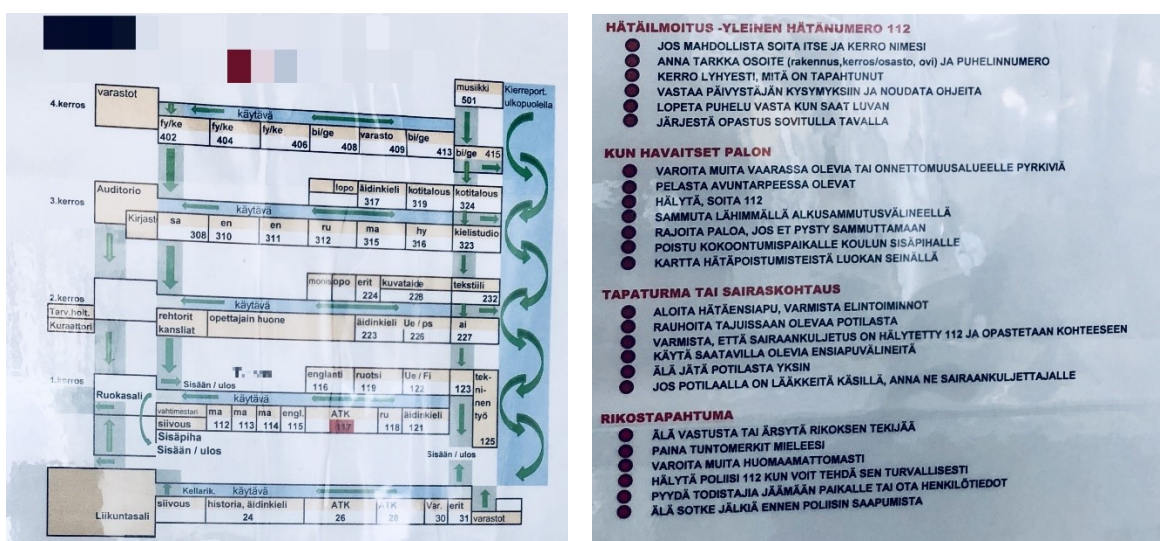 musiikki
501
Kierreport.
ulkopuolella
varastot
4.kerros
käytävä
fy/ke
402
fy/ke
404
fy/ke
406
bi/ge
408
varasto
409
bi/ge
413
bi/ge 415
Auditorio
3.kerros
lopo
äidinkieli
317
kotitalous
319
kotitalous
324
käytävä
Kirjast
sa
308
en
310
en
311
ru
312
ma
315
hy
316
kielistudio
323
monis
opo
erit
224
kuvataide
228
tekstiili
232
2.kerros
käytävä
Tarv.holt.
Kuraattori
rehtorit
kansliat
opettajain huone
äidinkieli
223
Ue / ps
226
ai
227
1.kerros
Sisään / ulos
englanti
116
ruotsi
119
Ue / Fi
122
123
tek-
ni-
nen
työ
125
Ruokasali
käytävä
vahtimestari
siivous
ma
112
ma
113
ma
114
engl.
115
ATK
117
ru
118
äidinkieli
121
Sisäpiha
Sisään / ulos
Sisään / ulos
Kellarik.
käytävä
Liikuntasali
siivous
historia, äidinkieli
24
ATK
26
ATK
28
Var.
30
erit
31
varastot
HÄTÄILMOITUS -YLEINEN HÄTÄNUMERO 112
JOS MAHDOLLISTA SOITA ITSE JA KERRO NIMESI
ANNA TARKKA OSOITE (rakennus,kerros/osasto, ovi) JA PUHELINNUMERO
KERRO LYHYESTI, MITÄ ON TAPAHTUNUT
VASTAA PÄIVYSTÄJÄN KYSYMYKSIIN JA NOUDATA OHJEITA
LOPETA PUHELU VASTA KUN SAAT LUVAN
JÄRJESTÄ OPASTUS SOVITULLA TAVALLA
KUN HAVAITSET PALON
VAROITA MUITA VAARASSA OLEVIA TAI ONNETTOMUUSALUEELLE PYRKIVIÄ
PELASTA AVUNTARPEESSA OLEVAT
HÄLYTÄ, SOITA 112
SAMMUTA LÄHIMMÄLLÄ ALKUSAMMUTUSVÄLINEELLÄ
RAJOITA PALOA, JOS ET PYSTY SAMMUTTAMAAN
POISTU KOKOONTUMISPAIKALLE KOULUN SISÄPIHALLE
KARTTA HÄTÄPOISTUMISTEISTÄ LUOKAN SEINÄLLÄ
TAPATURMA TAI SAIRASKOHTAUS
ALOITA HÄTÄENSIAPU, VARMISTA ELINTOIMINNOT
RAUHOITA TAJUISSAAN OLEVAA POTILASTA
VARMISTA, ETTÄ SAIRAANKULJETUS ON HÄLYTETTY 112 JA OPASTETAAN KOHTEESEEN
KÄYTÄ SAATAVILLA OLEVIA ENSIAPUVÄLINEITÄ
ÄLÄ JÄTÄ POTILASTA YKSIN
JOS POTILAALLA ON LÄÄKKEITÄ KÄSILLÄ, ANNA NE SAIRAANKULJETTAJALLE
RIKOSTAPAHTUMA
ÄLÄ VASTUSTA TAI ÄRSYTÄ RIKOKSEN TEKIJÄÄ
PAINA TUNTOMERKIT MIELEESI
VAROITA MUITA HUOMAAMATTOMASTI
HÄLYTÄ POLIISI 112 KUN VOIT TEHDÄ SEN TURVALLISESTI
PYYDÄ TODISTAJIA JÄÄMÄÄN PAIKALLE TAI OTA HENKILÖTIEDOT
ÄLÄ SOTKE JÄLKIÄ ENNEN POLIISIN SAAPUMISTA